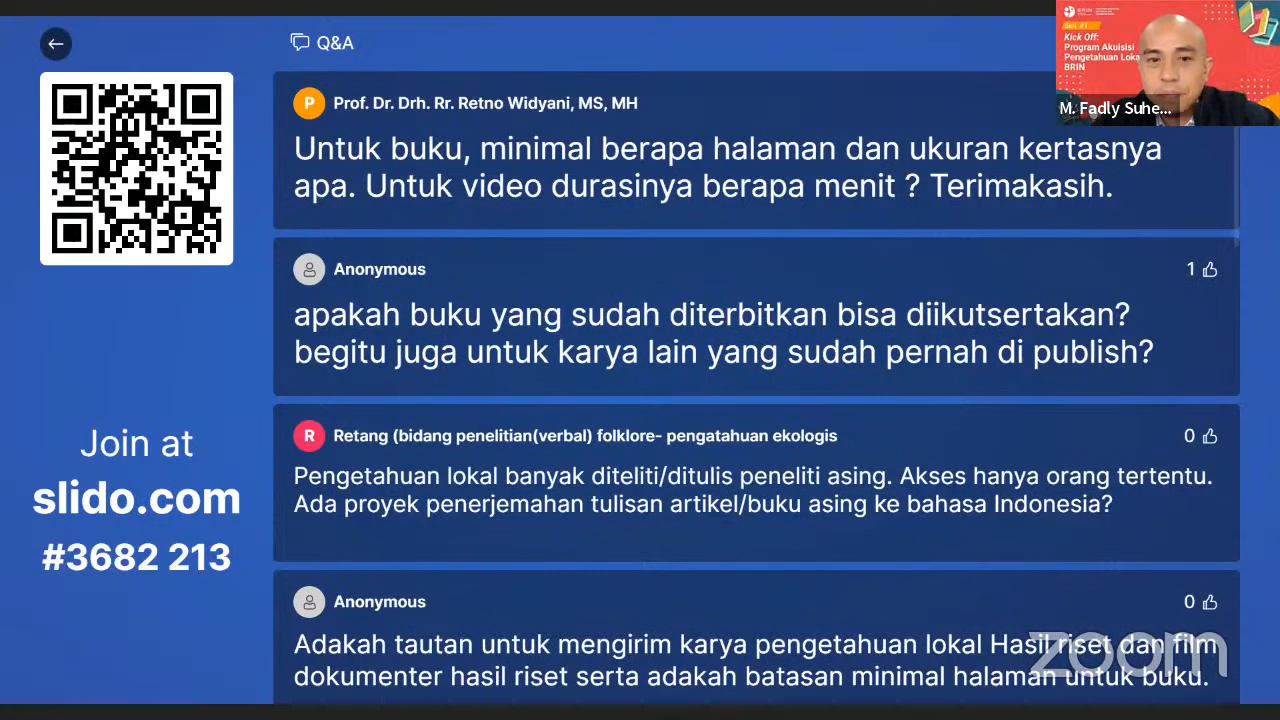 Q&A
BRIN
Seri #1
Kick Off:
Program Akuisisi
Pengetahuan Loka
BRIN
M. Fadly Suhe...
P
Prof. Dr. Drh. Rr. Retno Widyani, MS, MH
Untuk buku, minimal berapa halaman dan ukuran kertasnya
apa. Untuk video durasinya berapa menit ? Terimakasih.
Anonymous
1
apakah buku yang sudah diterbitkan bisa diikutsertakan?
begitu juga untuk karya lain yang sudah pernah di publish?
R
Retang (bidang penelitian(verbal) folklore- pengatahuan ekologis
0
Pengetahuan lokal banyak diteliti/ditulis peneliti asing. Akses hanya orang tertentu.
Ada proyek penerjemahan tulisan artikel/buku asing ke bahasa Indonesia?
Anonymous
0
Adakah tautan untuk mengirim karya pengetahuan lokal Hasil riset dan film
dokumenter hasil riset serta adakah batasan minimal halaman untuk buku.
Join at
slido.com
#3682 213
zoom